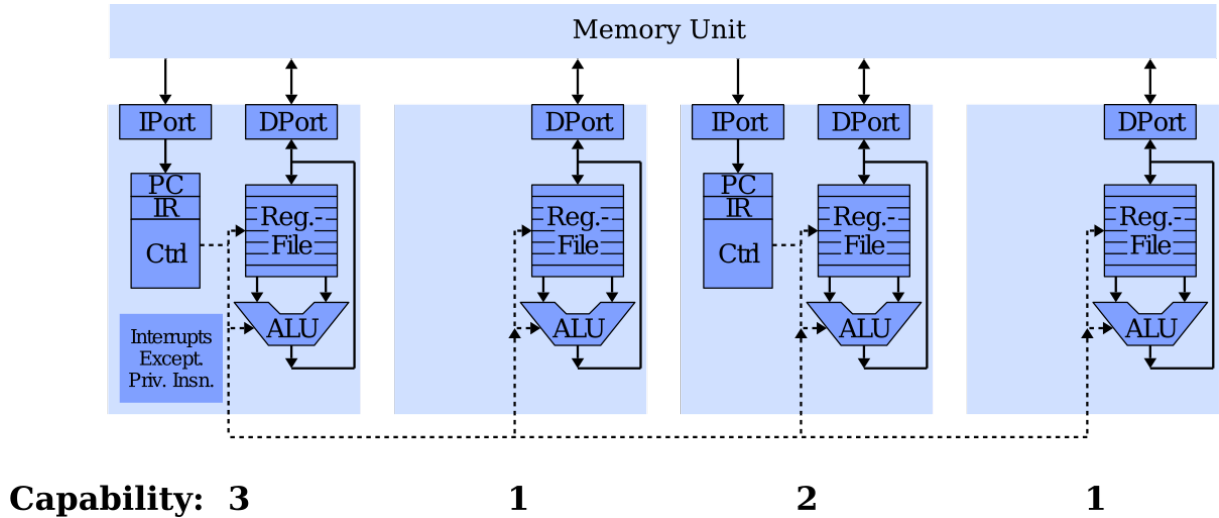 Memory Unit
IPort DPort DPort IPort DPort DPort
PC PC
IR IR
Ctrl Ctrl
Reg.-
File
Reg.-
File
Reg.-
File
Reg.-
File
ALU ALU ALU ALU
Interrupts
Except.
Priv. Insn.
Capability: 3 1 2 1